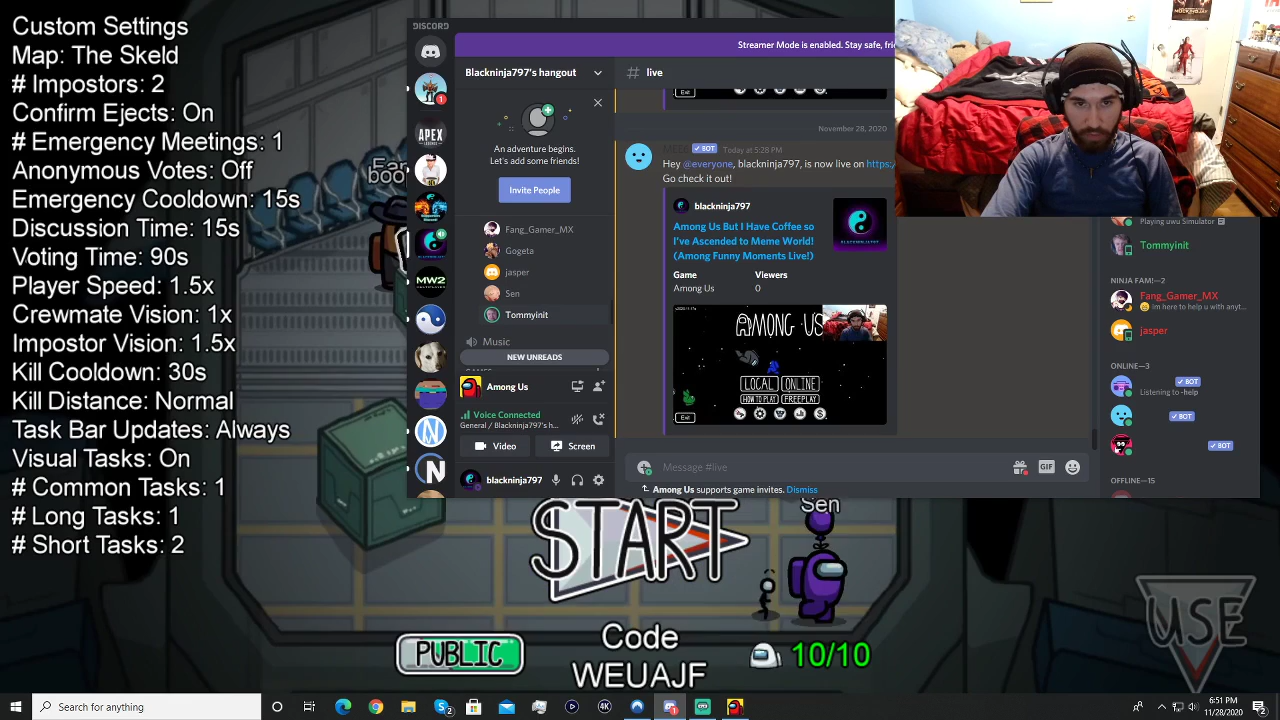 Custom Settings
Map: The Skeld
# Impostors: 2
Confirm Ejects: On
# Emergency Meetings: 1
Anonymous Votes: Off
Emergency Cooldown: 15s
Discussion Time: 15s
Voting Time: 90s
Player Speed: 1.5x
Crewmate Vision: 1x
Impostor Vision: 1.5x
Kill Cooldown: 30s
Kill Distance: Normal
Task Bar Updates: Always
Visual Tasks: On
# Common Tasks: 1
# Long Tasks: 1
# Short Tasks: 2
DISCORD
Streamer Mode is enabled. Stay safe, frie
Blackninja797's hangout
# live
An adventure begins.
Let's add some friends!
Invite People
Fang_Gamer_MX
Gogeta
jasper
Sen
Tommyinit
Music
NEW UNREADS
Among Us
Voice Connected
General / Blackninja797's h...
Video
Screen
blackninja797
APEX
MW2
Exit
November 28, 2020
BOT Today at 5:28 PM
Hey @everyone, blackninja797, is now live on https:/
Go check it out!
blackninja797
Among Us But I Have Coffee so
I've Ascended to Meme World!
(Among Funny Moments Live!)
Game Viewers
Among Us 0
AMONG US
LOCAL ONLINE
HOW TO PLAY FREEPLAY
Exit
Message #live
GIF
Among Us supports game invites. Dismiss
Playing uwu Simulator
Tommyinit
NINJA FAM!—2
Fang_Gamer_MX
im here to help u with anyt...
jasper
ONLINE—3
BOT
Listening to -help
BOT
BOT
OFFLINE—15
START
Sen
USE
PUBLIC
Code
WEUAJF
10/10
Search for anything
6:51 PM
11/28/2020